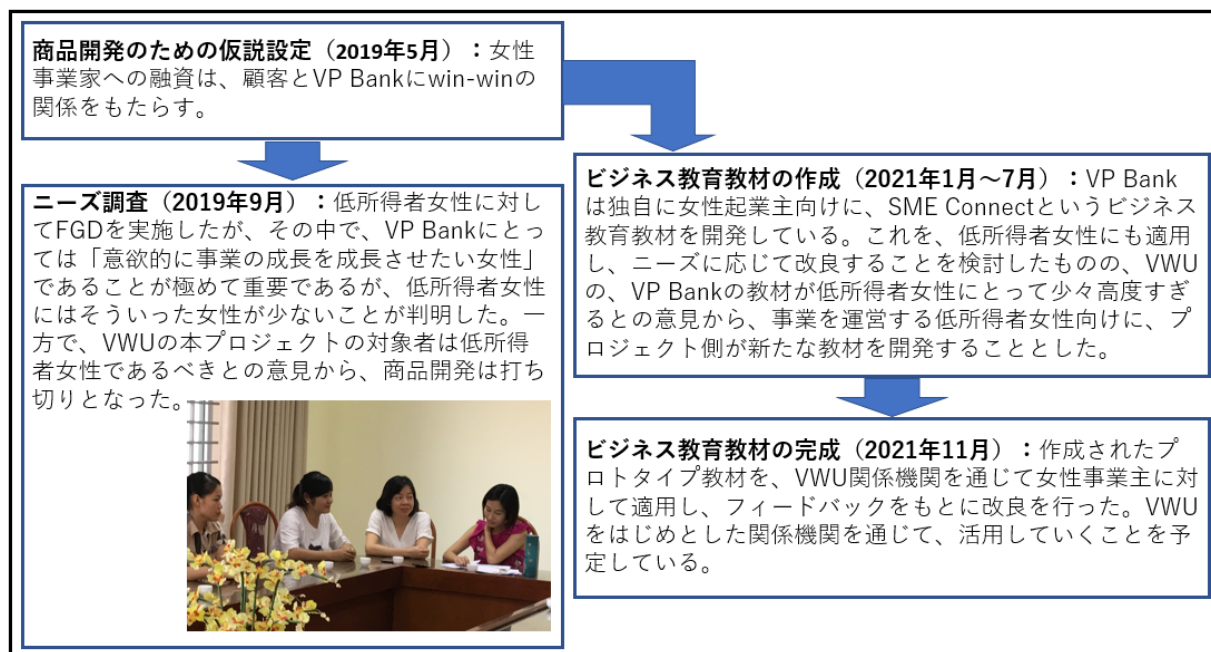 商品開発のための仮説設定(2019年5月):女性
事業家への融資は、顧客とVP Bankにwin-winの
関係をもたらす。
ニーズ調査(2019年9月):低所得者女性に対し
てFGDを実施したが、その中で、VP Bankにとっ
ては「意欲的に事業の成長を成長させたい女性」
であることが極めて重要であるが、低所得者女性
にはそういった女性が少ないことが判明した。一
方で、VWUの本プロジェクトの対象者は低所得
者女性であるべきとの意見から、商品開発は打ち
切りとなった。
ビジネス教育教材の作成(2021年1月~7月):VP Bank
は独自に女性起業主向けに、SME Connectというビジネス
教育教材を開発している。これを、低所得者女性にも適用
し、ニーズに応じて改良することを検討したものの、VWU
の、VP Bankの教材が低所得者女性にとって少々高度すぎ
るとの意見から、事業を運営する低所得者女性向けに、プ
ロジェクト側が新たな教材を開発することとした。
ビジネス教育教材の完成(2021年11月):作成されたプ
ロトタイプ教材を、VWU関係機関を通じて女性事業主に対
して適用し、フィードバックをもとに改良を行った。VWU
をはじめとした関係機関を通じて、活用していくことを予
定している。